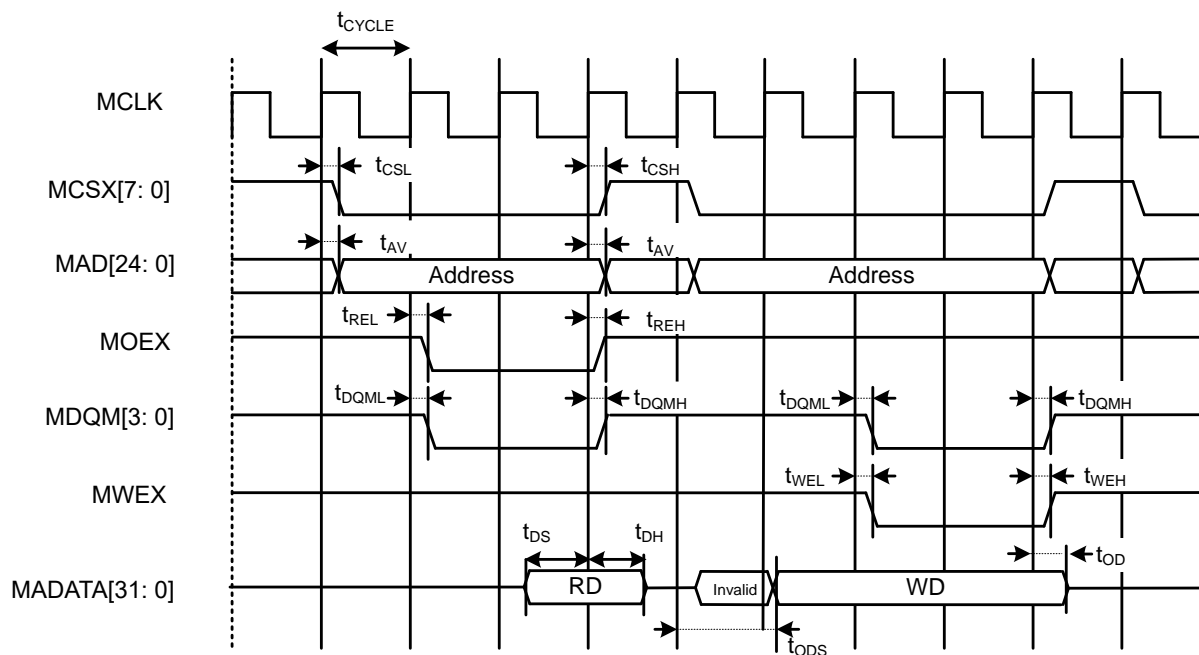 tCYCLE
MCLK
MCSX[7: 0]
tCSL
tCSH
MAD[24: 0]
tAV
Address
tAV
Address
MOEX
tREL
tREH
MDQM[3: 0]
tDQML
tDQMH
tDQML
tDQMH
MWEX
tWEL
tWEH
MADATA[31: 0]
tDS
tDH
RD
Invalid
WD
tOD
tODS